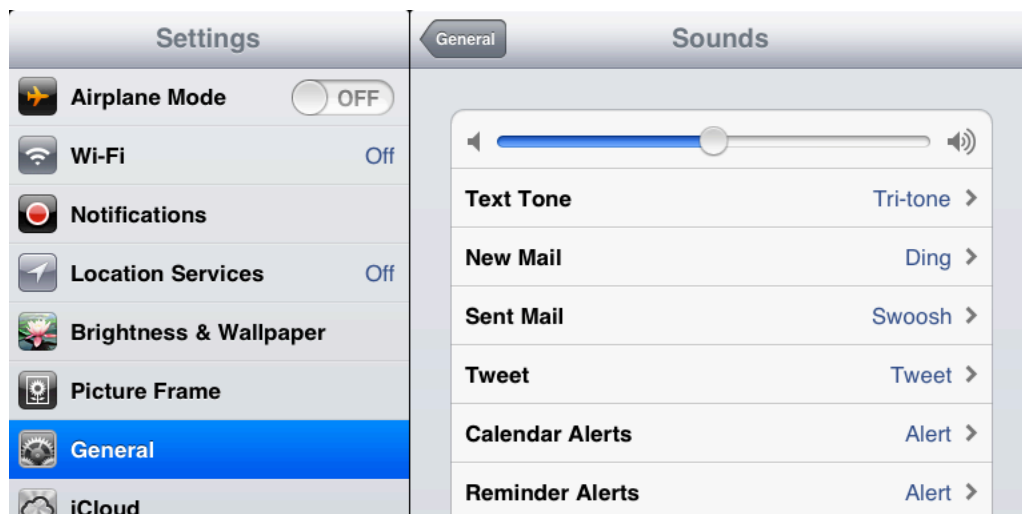 Settings
Airplane Mode OFF
Wi-Fi Off
Notifications
Location Services Off
Brightness & Wallpaper
Picture Frame
General
iCloud
General Sounds
Text Tone Tri-tone
New Mail Ding
Sent Mail Swoosh
Tweet Tweet
Calendar Alerts Alert
Reminder Alerts Alert